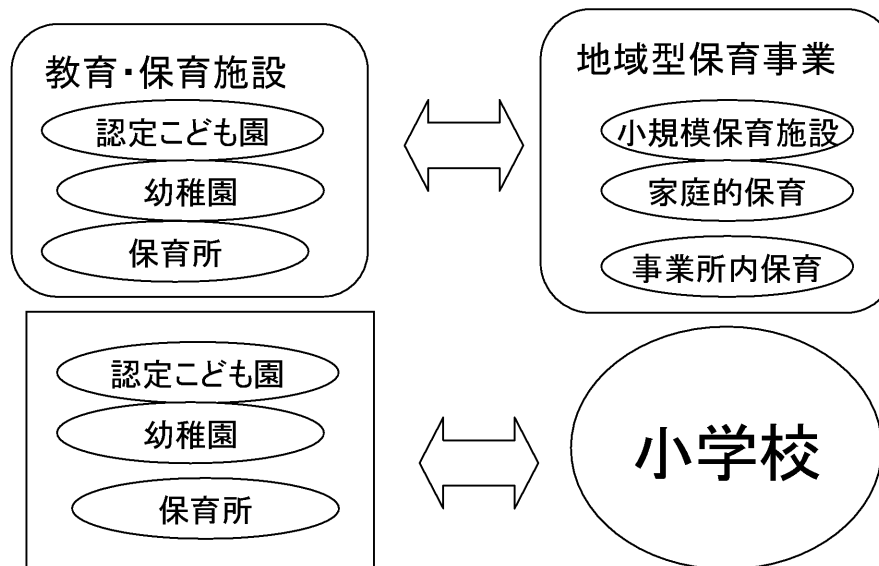 教育・保育施設
認定こども園
幼稚園
保育所
地域型保育事業
小規模保育施設
家庭的保育
事業所内保育
認定こども園
幼稚園
保育所
小学校